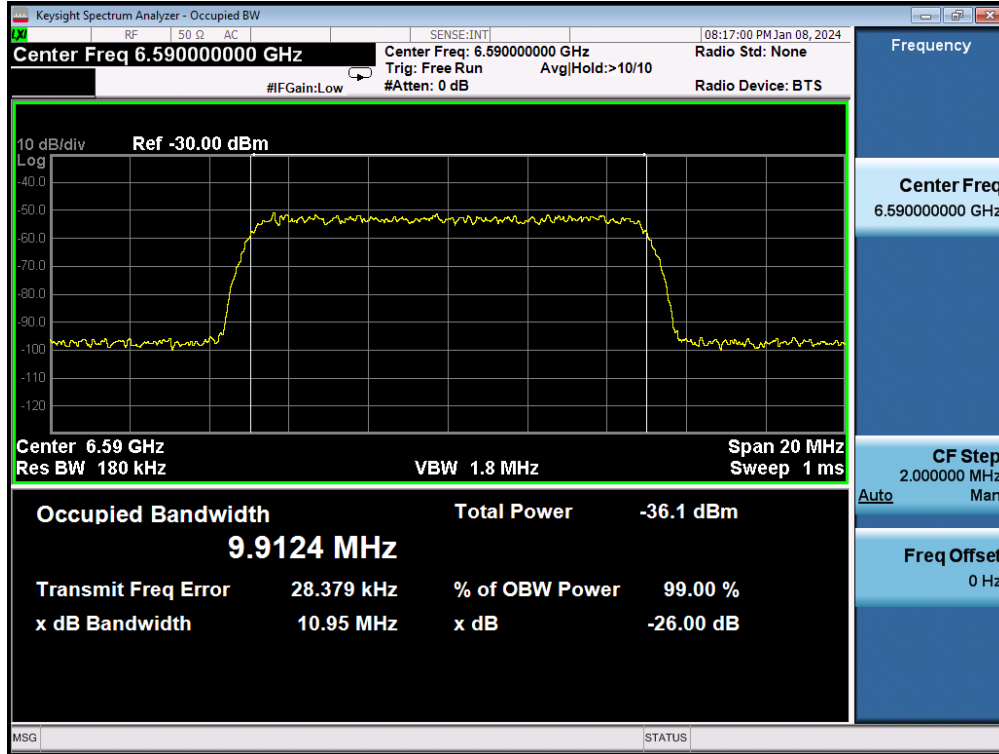 Keysight Spectrum Analyzer - Occupied BW
LXI RF 50 Ω AC SENSE:INT 08:17:00 PM Jan 08, 2024
Center Freq 6.590000000 GHz
Center Freq: 6.590000000 GHz Radio Std: None
Trig: Free Run Avg|Hold:>10/10
#IFGain:Low #Atten: 0 dB Radio Device: BTS
10 dB/div Ref -30.00 dBm
Log
-40.0
-50.0
-60.0
-70.0
-80.0
-90.0
-100
-110
-120
Center 6.59 GHz Span 20 MHz
Res BW 180 kHz VBW 1.8 MHz Sweep 1 ms
Occupied Bandwidth Total Power -36.1 dBm
9.9124 MHz
Transmit Freq Error 28.379 kHz % of OBW Power 99.00 %
x dB Bandwidth 10.95 MHz x dB -26.00 dB
MSG STATUS
Frequency
Center Freq
6.590000000 GHz
CF Step
2.000000 MHz
Auto Man
Freq Offset
0 Hz